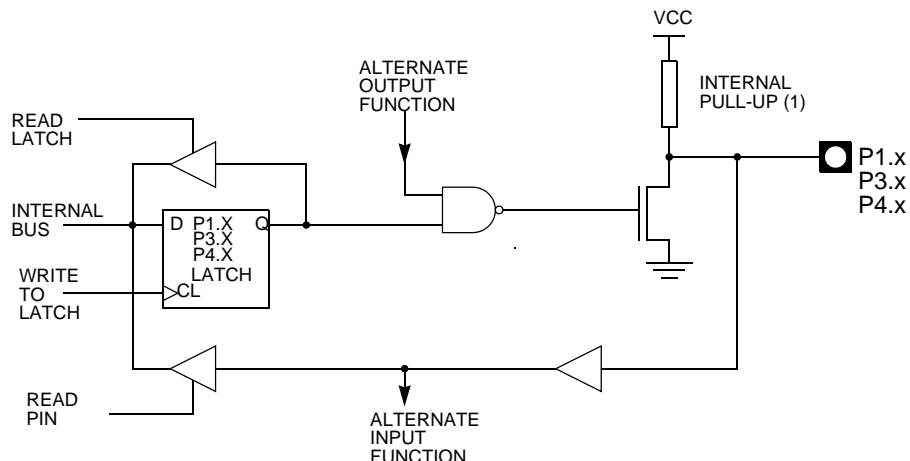 VCC
ALTERNATE
OUTPUT
FUNCTION
INTERNAL
PULL-UP (1)
READ
LATCH
P1.x
P3.x
P4.x
INTERNAL
BUS
D P1.X Q
P3.X
P4.X
LATCH
CL
WRITE
TO
LATCH
READ
PIN
ALTERNATE
INPUT
FUNCTION